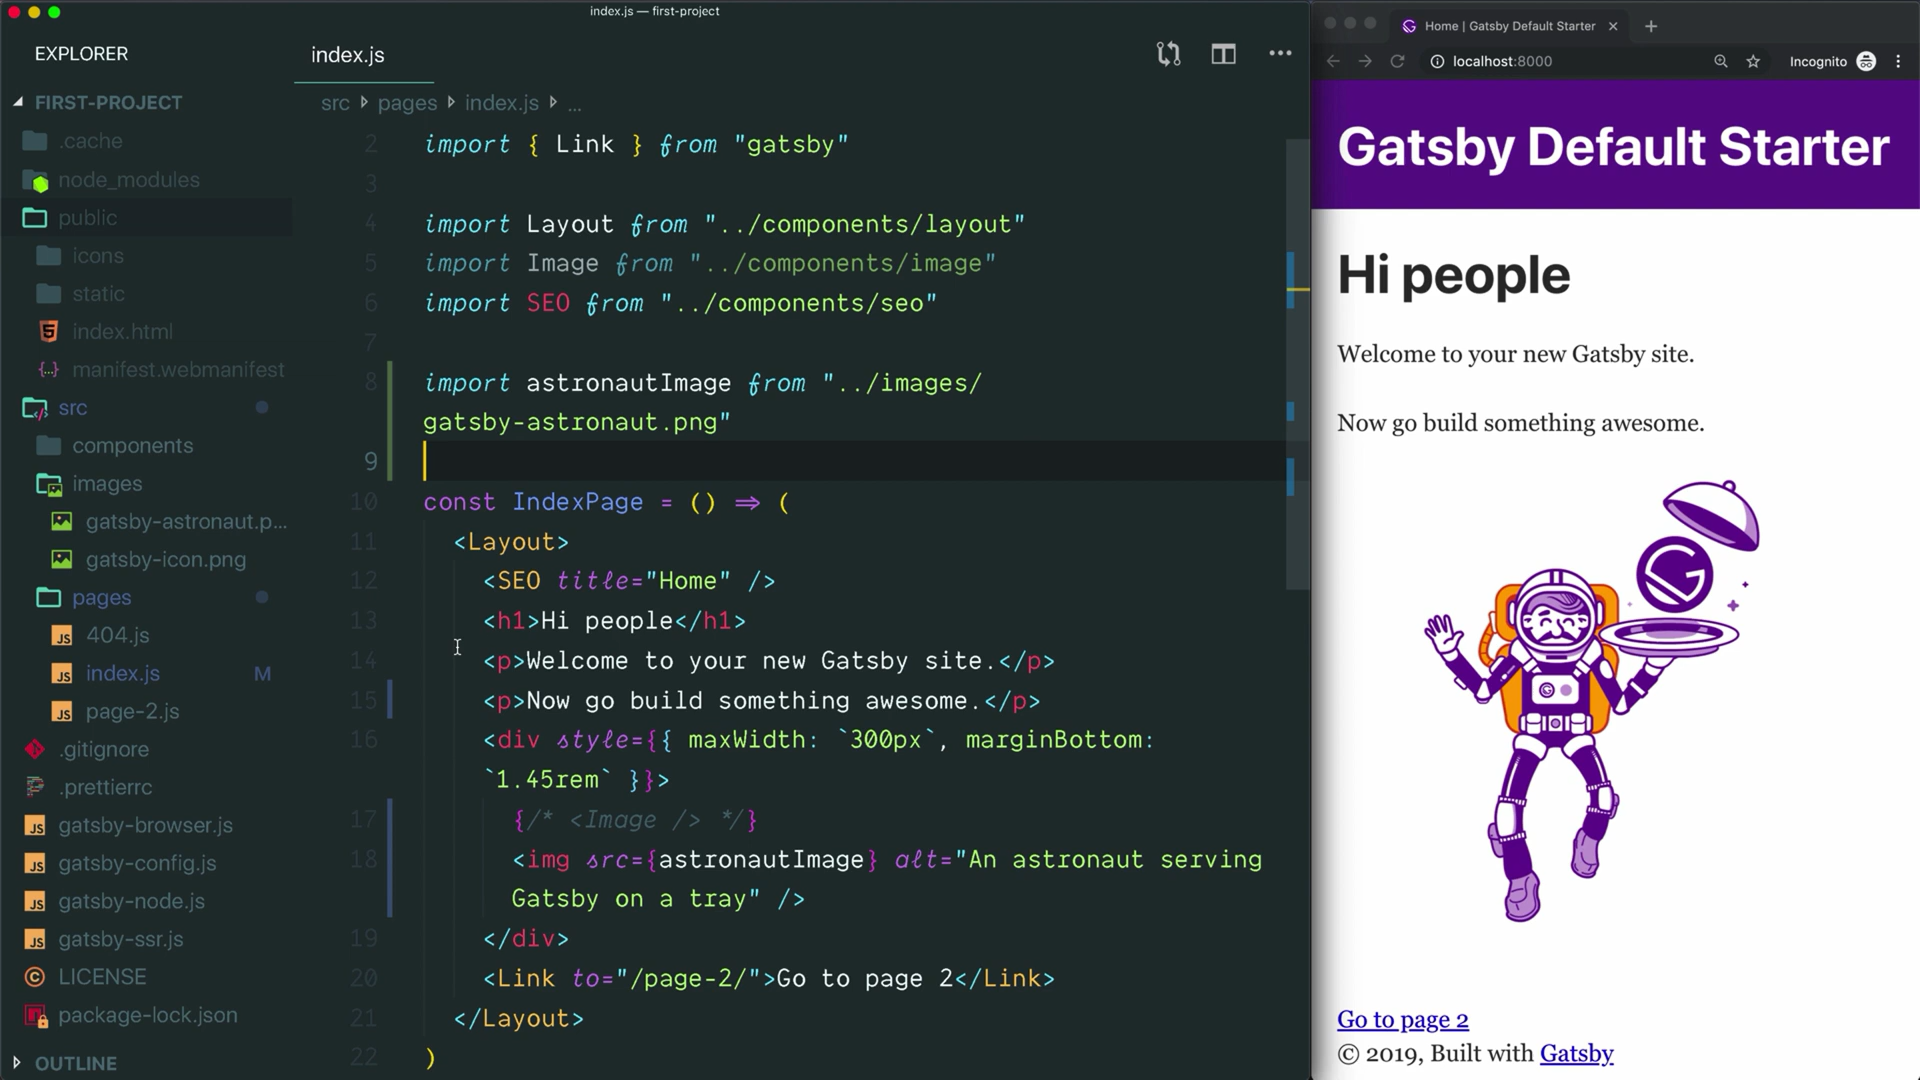 index.js — first-project
EXPLORER
FIRST-PROJECT
.cache
node_modules
public
icons
static
index.html
manifest.webmanifest
src
components
images
gatsby-astronaut.p...
gatsby-icon.png
pages
404.js
index.js M
page-2.js
.gitignore
.prettierrc
gatsby-browser.js
gatsby-config.js
gatsby-node.js
gatsby-ssr.js
LICENSE
package-lock.json
OUTLINE
index.js
src pages index.js ...
2 import { Link } from "gatsby"
3
4 import Layout from "../components/layout"
5 import Image from "../components/image"
6 import SEO from "../components/seo"
7
8 import astronautImage from "../images/
gatsby-astronaut.png"
9
10 const IndexPage = () => (
11 <Layout>
12 <SEO title="Home" />
13 <h1>Hi people</h1>
14 <p>Welcome to your new Gatsby site.</p>
15 <p>Now go build something awesome.</p>
16 <div style={{ maxWidth: `300px`, marginBottom:
`1.45rem` }}>
17 {/* <Image /> */}
18 <img src={astronautImage} alt="An astronaut serving
Gatsby on a tray" />
19 </div>
20 <Link to="/page-2/">Go to page 2</Link>
21 </Layout>
22 )
Home | Gatsby Default Starter
localhost:8000
Incognito
Gatsby Default Starter
Hi people
Welcome to your new Gatsby site.
Now go build something awesome.
Go to page 2
© 2019, Built with Gatsby